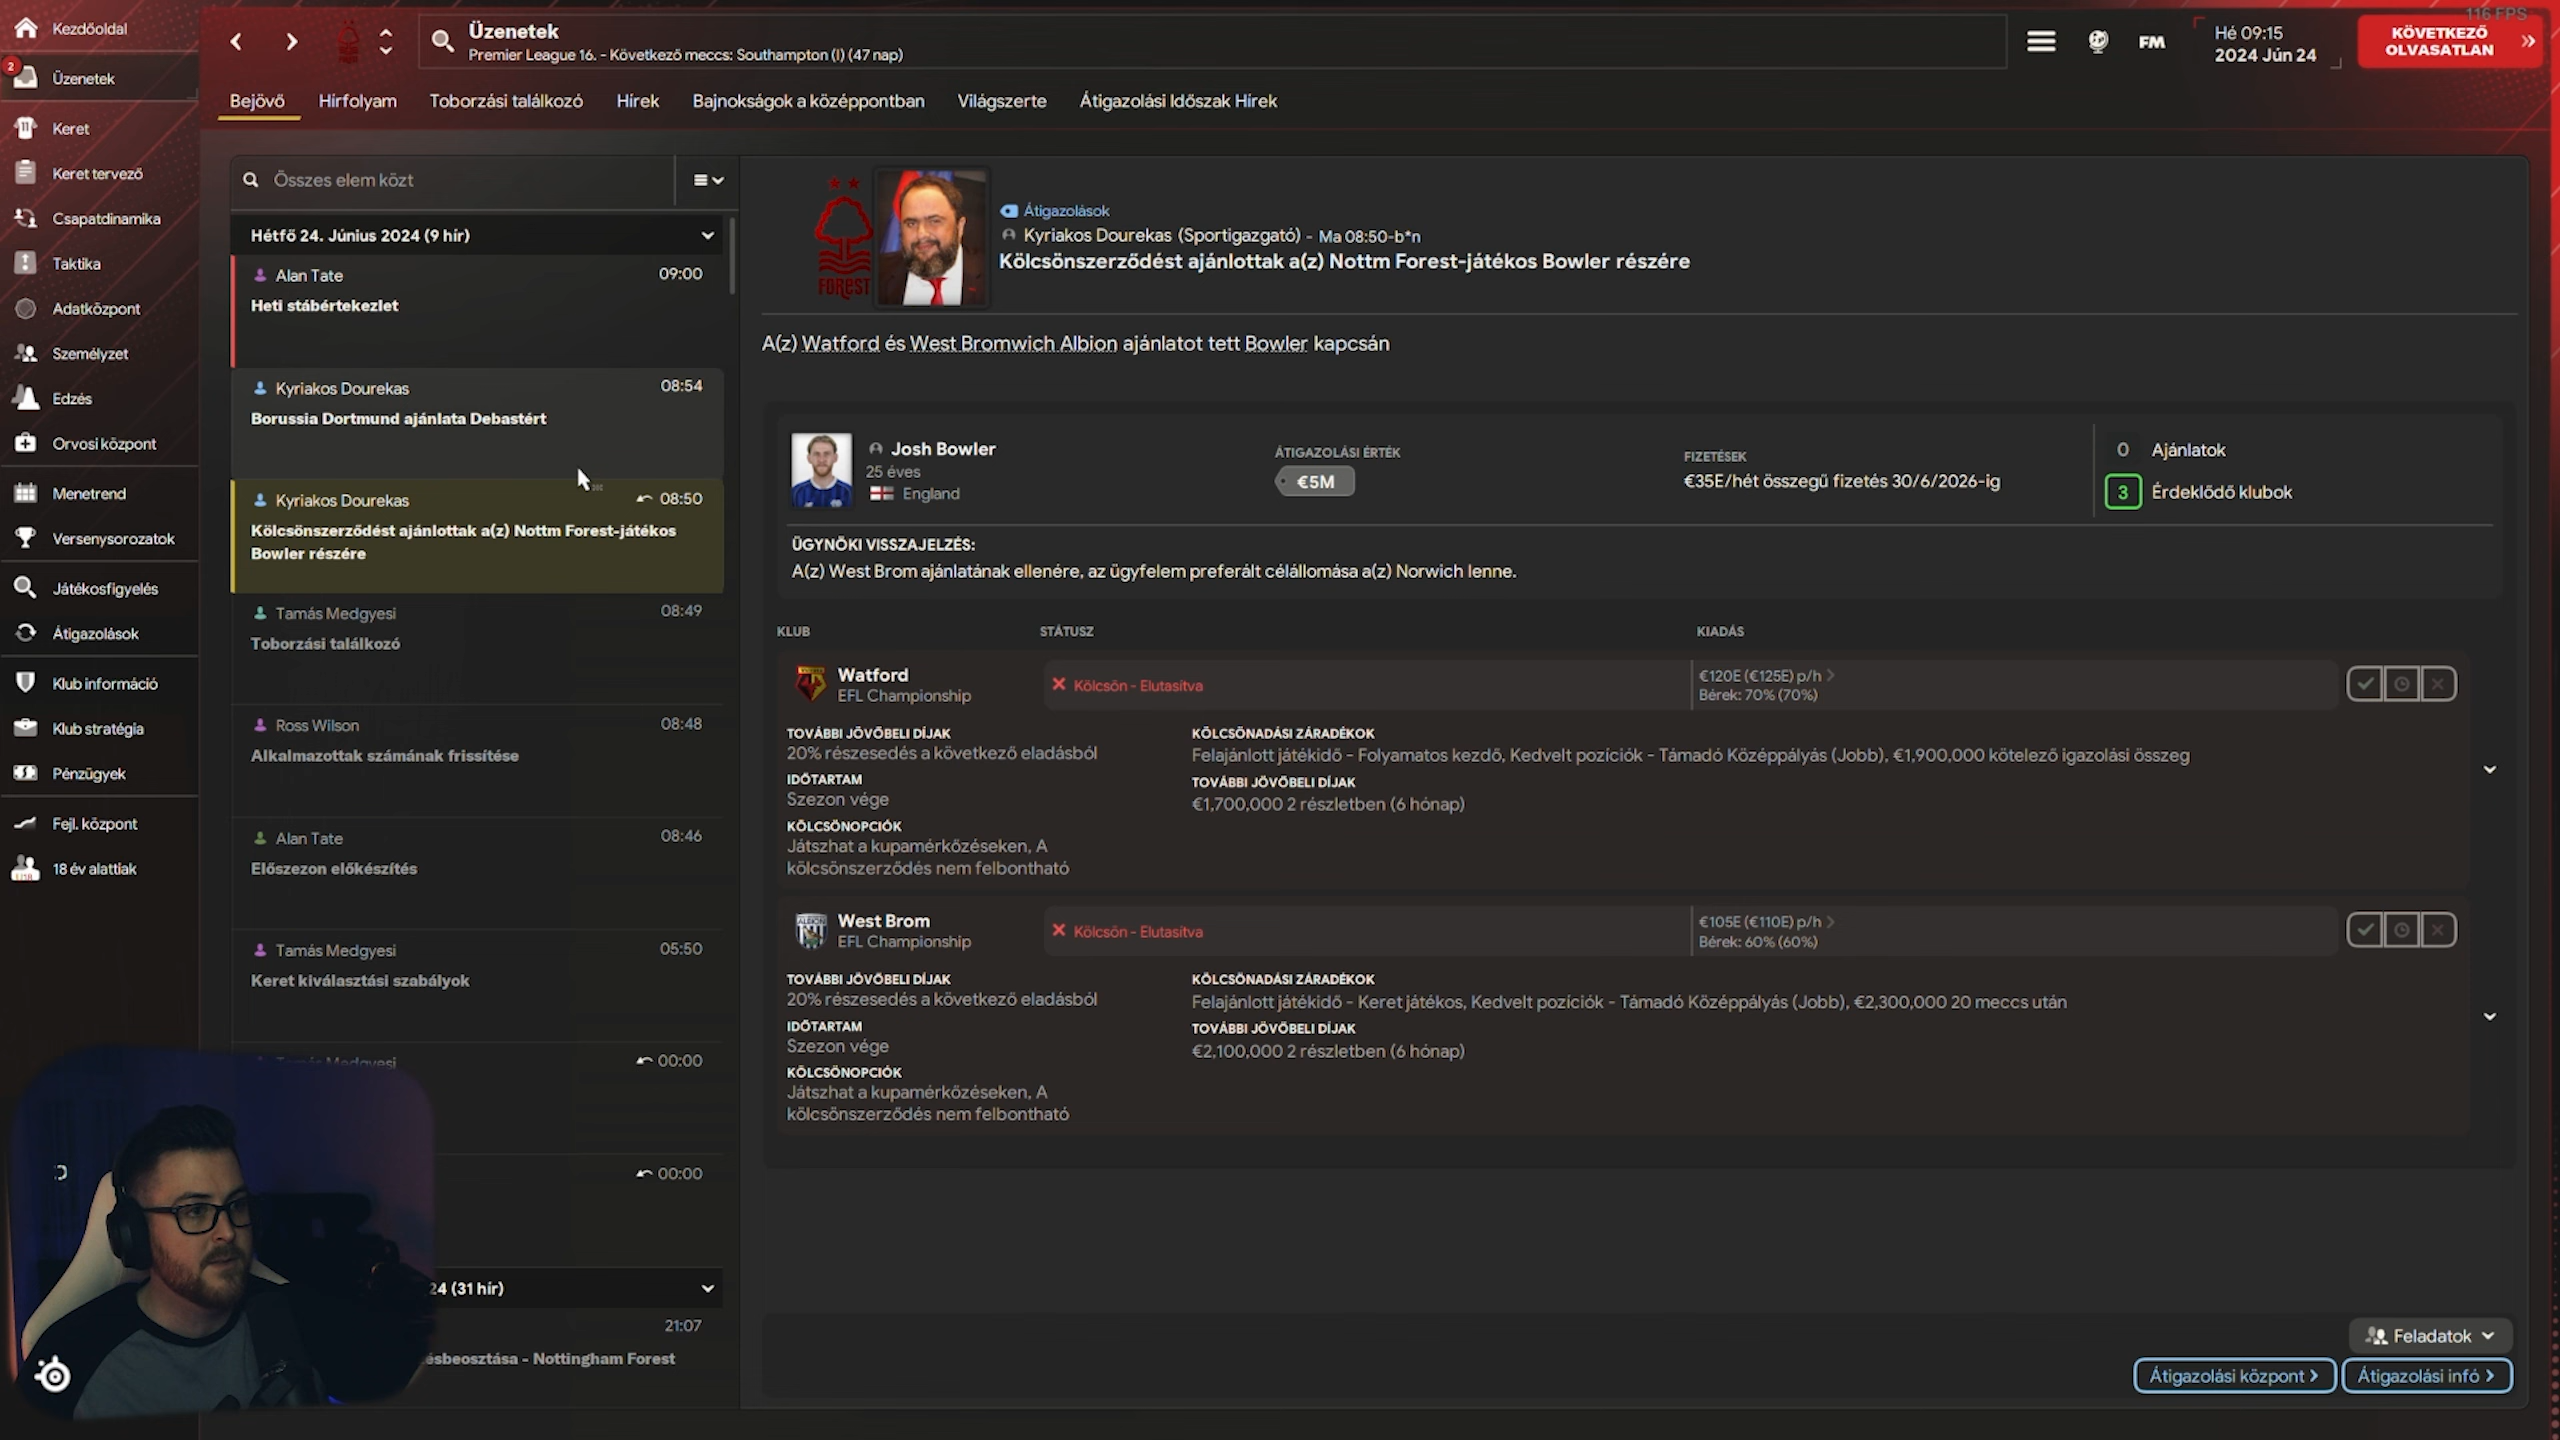 116 FPS
Kezdőoldal
2
Üzenetek
Keret
Keret tervező
Csapatdinamika
Taktika
Adatközpont
Személyzet
Edzés
Orvosi központ
Menetrend
Versenysorozatok
Játékosfigyelés
Átigazolások
Klub információ
Klub stratégia
Pénzügyek
Fejl. központ
18 év alattiak
Üzenetek
Premier League 16. - Következő meccs: Southampton (I) (47 nap)
FM
Hé 09:15
2024 Jún 24
KÖVETKEZŐ
OLVASATLAN
Bejövő
Hírfolyam
Toborzási találkozó
Hírek
Bajnokságok a középpontban
Világszerte
Átigazolási Időszak Hírek
Összes elem közt
Hétfő 24. Június 2024 (9 hír)
Alan Tate
09:00
Heti stábértekezlet
Kyriakos Dourekas
08:54
Borussia Dortmund ajánlata Debastért
Kyriakos Dourekas
08:50
Kölcsönszerződést ajánlottak a(z) Nottm Forest-játékos
Bowler részére
Tamás Medgyesi
08:49
Toborzási találkozó
Ross Wilson
08:48
Alkalmazottak számának frissítése
Alan Tate
08:46
Előszezon előkészítés
Tamás Medgyesi
05:50
Keret kiválasztási szabályok
Tamás Medgyesi
00:00
00:00
24 (31 hír)
21:07
ésbeosztása - Nottingham Forest
FOREST
Átigazolások
Kyriakos Dourekas (Sportigazgató) - Ma 08:50-b*n
Kölcsönszerződést ajánlottak a(z) Nottm Forest-játékos Bowler részére
A(z) Watford és West Bromwich Albion ajánlatot tett Bowler kapcsán
Josh Bowler
25 éves
England
ÁTIGAZOLÁSI ÉRTÉK
€5M
FIZETÉSEK
€35E/hét összegű fizetés 30/6/2026-ig
0 Ajánlatok
3 Érdeklődő klubok
ÜGYNÖKI VISSZAJELZÉS:
A(z) West Brom ajánlatának ellenére, az ügyfelem preferált célállomása a(z) Norwich lenne.
KLUB
STÁTUSZ
KIADÁS
Watford
EFL Championship
Kölcsön - Elutasítva
€120E (€125E) p/h
Bérek: 70% (70%)
TOVÁBBI JÖVŐBELI DÍJAK
20% részesedés a következő eladásból
IDŐTARTAM
Szezon vége
KÖLCSÖNOPCIÓK
Játszhat a kupamérkőzéseken, A
kölcsönszerződés nem felbontható
KÖLCSÖNADÁSI ZÁRADÉKOK
Felajánlott játékidő - Folyamatos kezdő, Kedvelt pozíciók - Támadó Középpályás (Jobb), €1,900,000 kötelező igazolási összeg
TOVÁBBI JÖVŐBELI DÍJAK
€1,700,000 2 részletben (6 hónap)
West Brom
EFL Championship
Kölcsön - Elutasítva
€105E (€110E) p/h
Bérek: 60% (60%)
TOVÁBBI JÖVŐBELI DÍJAK
20% részesedés a következő eladásból
IDŐTARTAM
Szezon vége
KÖLCSÖNOPCIÓK
Játszhat a kupamérkőzéseken, A
kölcsönszerződés nem felbontható
KÖLCSÖNADÁSI ZÁRADÉKOK
Felajánlott játékidő - Keret játékos, Kedvelt pozíciók - Támadó Középpályás (Jobb), €2,300,000 20 meccs után
TOVÁBBI JÖVŐBELI DÍJAK
€2,100,000 2 részletben (6 hónap)
Feladatok
Átigazolási központ
Átigazolási infó